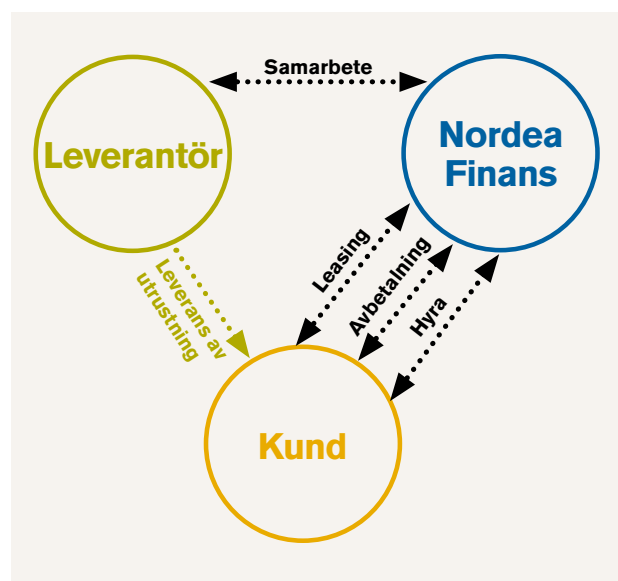 Samarbete
Leverantör
Nordea
Finans
Leverans av
utrustning
Leasing
Avbetalning
Hyra
Kund